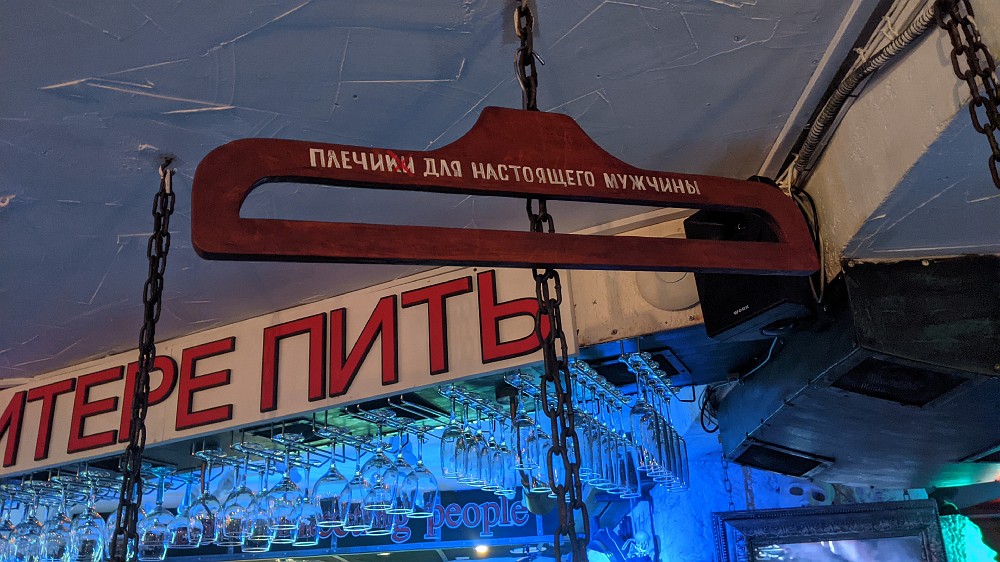 ПЛЕЧИКИ ДЛЯ НАСТОЯЩЕГО МУЖЧИНЫ
ИТЕРЕ ПИТЬ
people